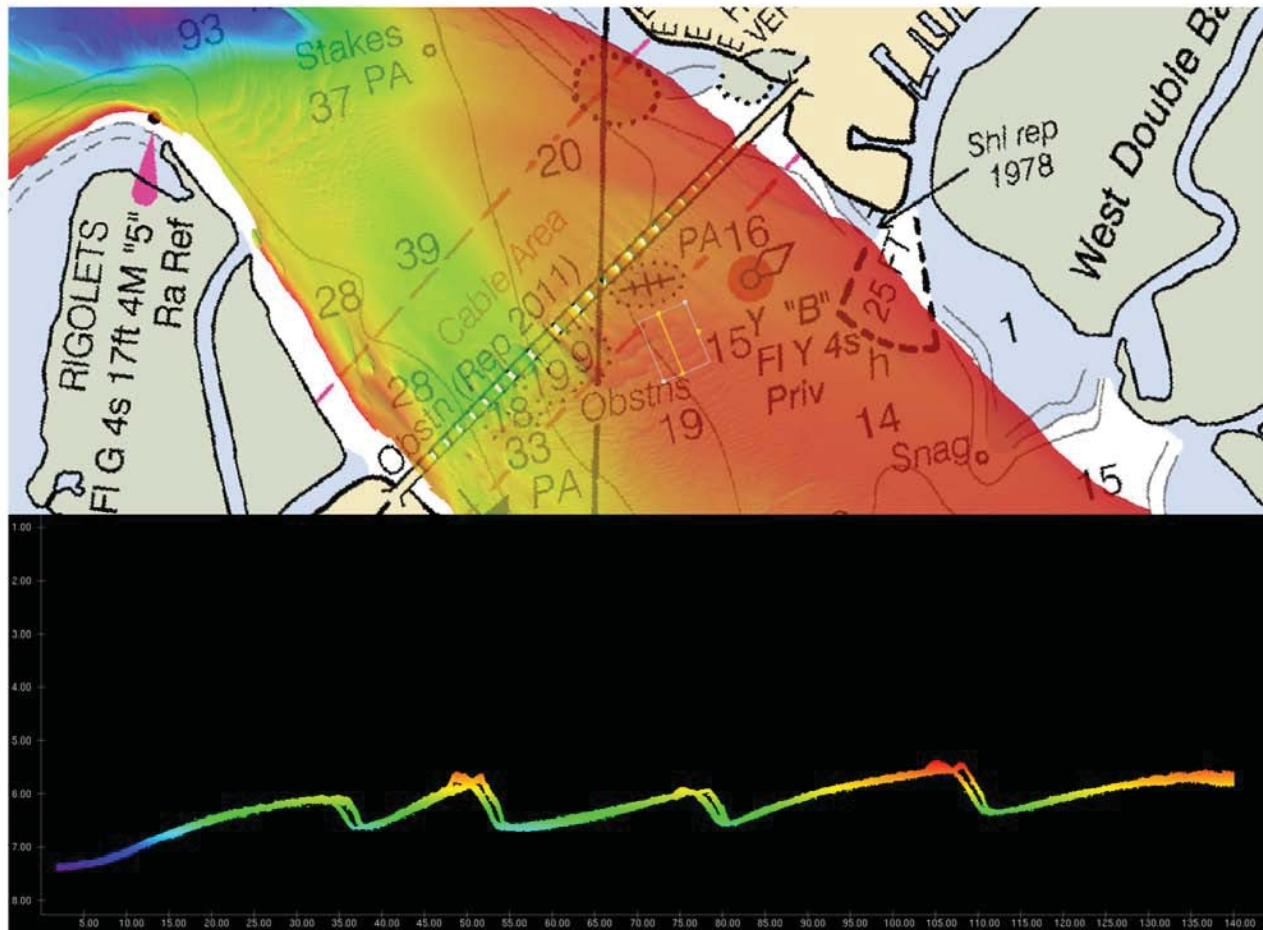 93
Stakes
PA
37
VER
West Double Ba
Shl rep
1978
20
39
Cable Area
PA
16
28
RIGOLETS
Fl G 4s 17ft 4M "5"
Ra Ref
Obstn (Rep 2011)
28
19
9
18
33
PA
Obstns
19
15
Y "B"
Fl Y 4s
Priv
25
h
14
Snag
1
15
1.00
2.00
3.00
4.00
5.00
6.00
7.00
8.00
5.00 10.00 15.00 20.00 25.00 30.00 35.00 40.00 45.00 50.00 55.00 60.00 65.00 70.00 75.00 80.00 85.00 90.00 95.00 100.00 105.00 110.00 115.00 120.00 125.00 130.00 135.00 140.00